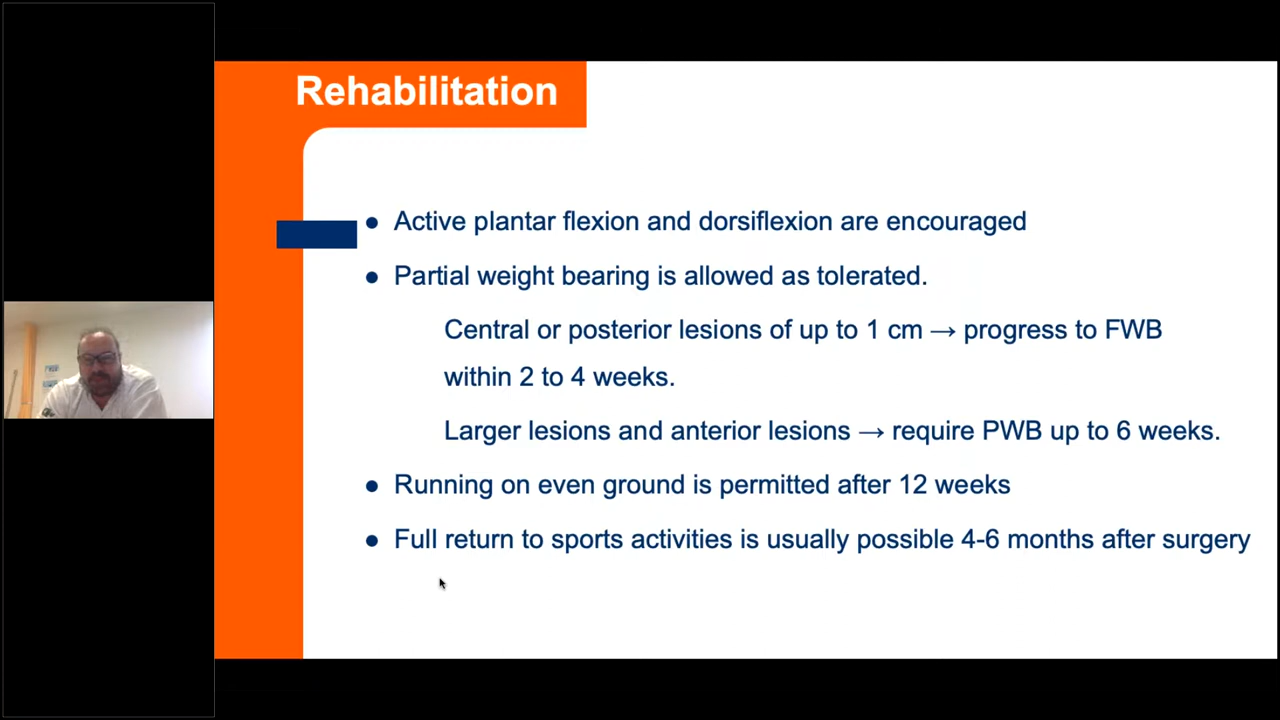 Rehabilitation
● Active plantar flexion and dorsiflexion are encouraged
● Partial weight bearing is allowed as tolerated.
Central or posterior lesions of up to 1 cm → progress to FWB
within 2 to 4 weeks.
Larger lesions and anterior lesions → require PWB up to 6 weeks.
● Running on even ground is permitted after 12 weeks
● Full return to sports activities is usually possible 4-6 months after surgery